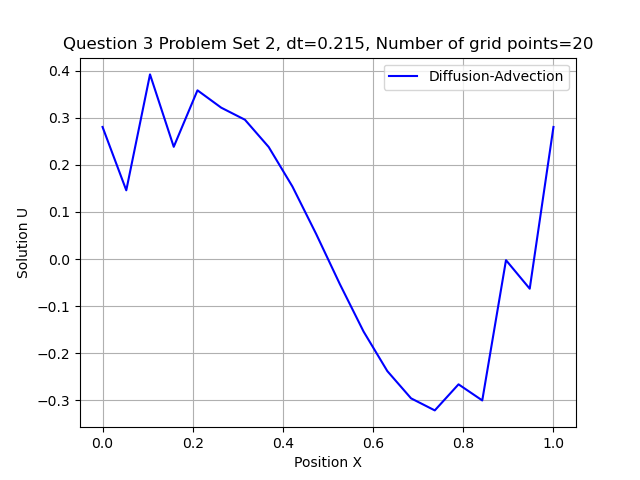 Question 3 Problem Set 2, dt=0.215, Number of grid points=20
Diffusion-Advection
Solution U
0.4
0.3
0.2
0.1
0.0
−0.1
−0.2
−0.3
0.0 0.2 0.4 0.6 0.8 1.0
Position X